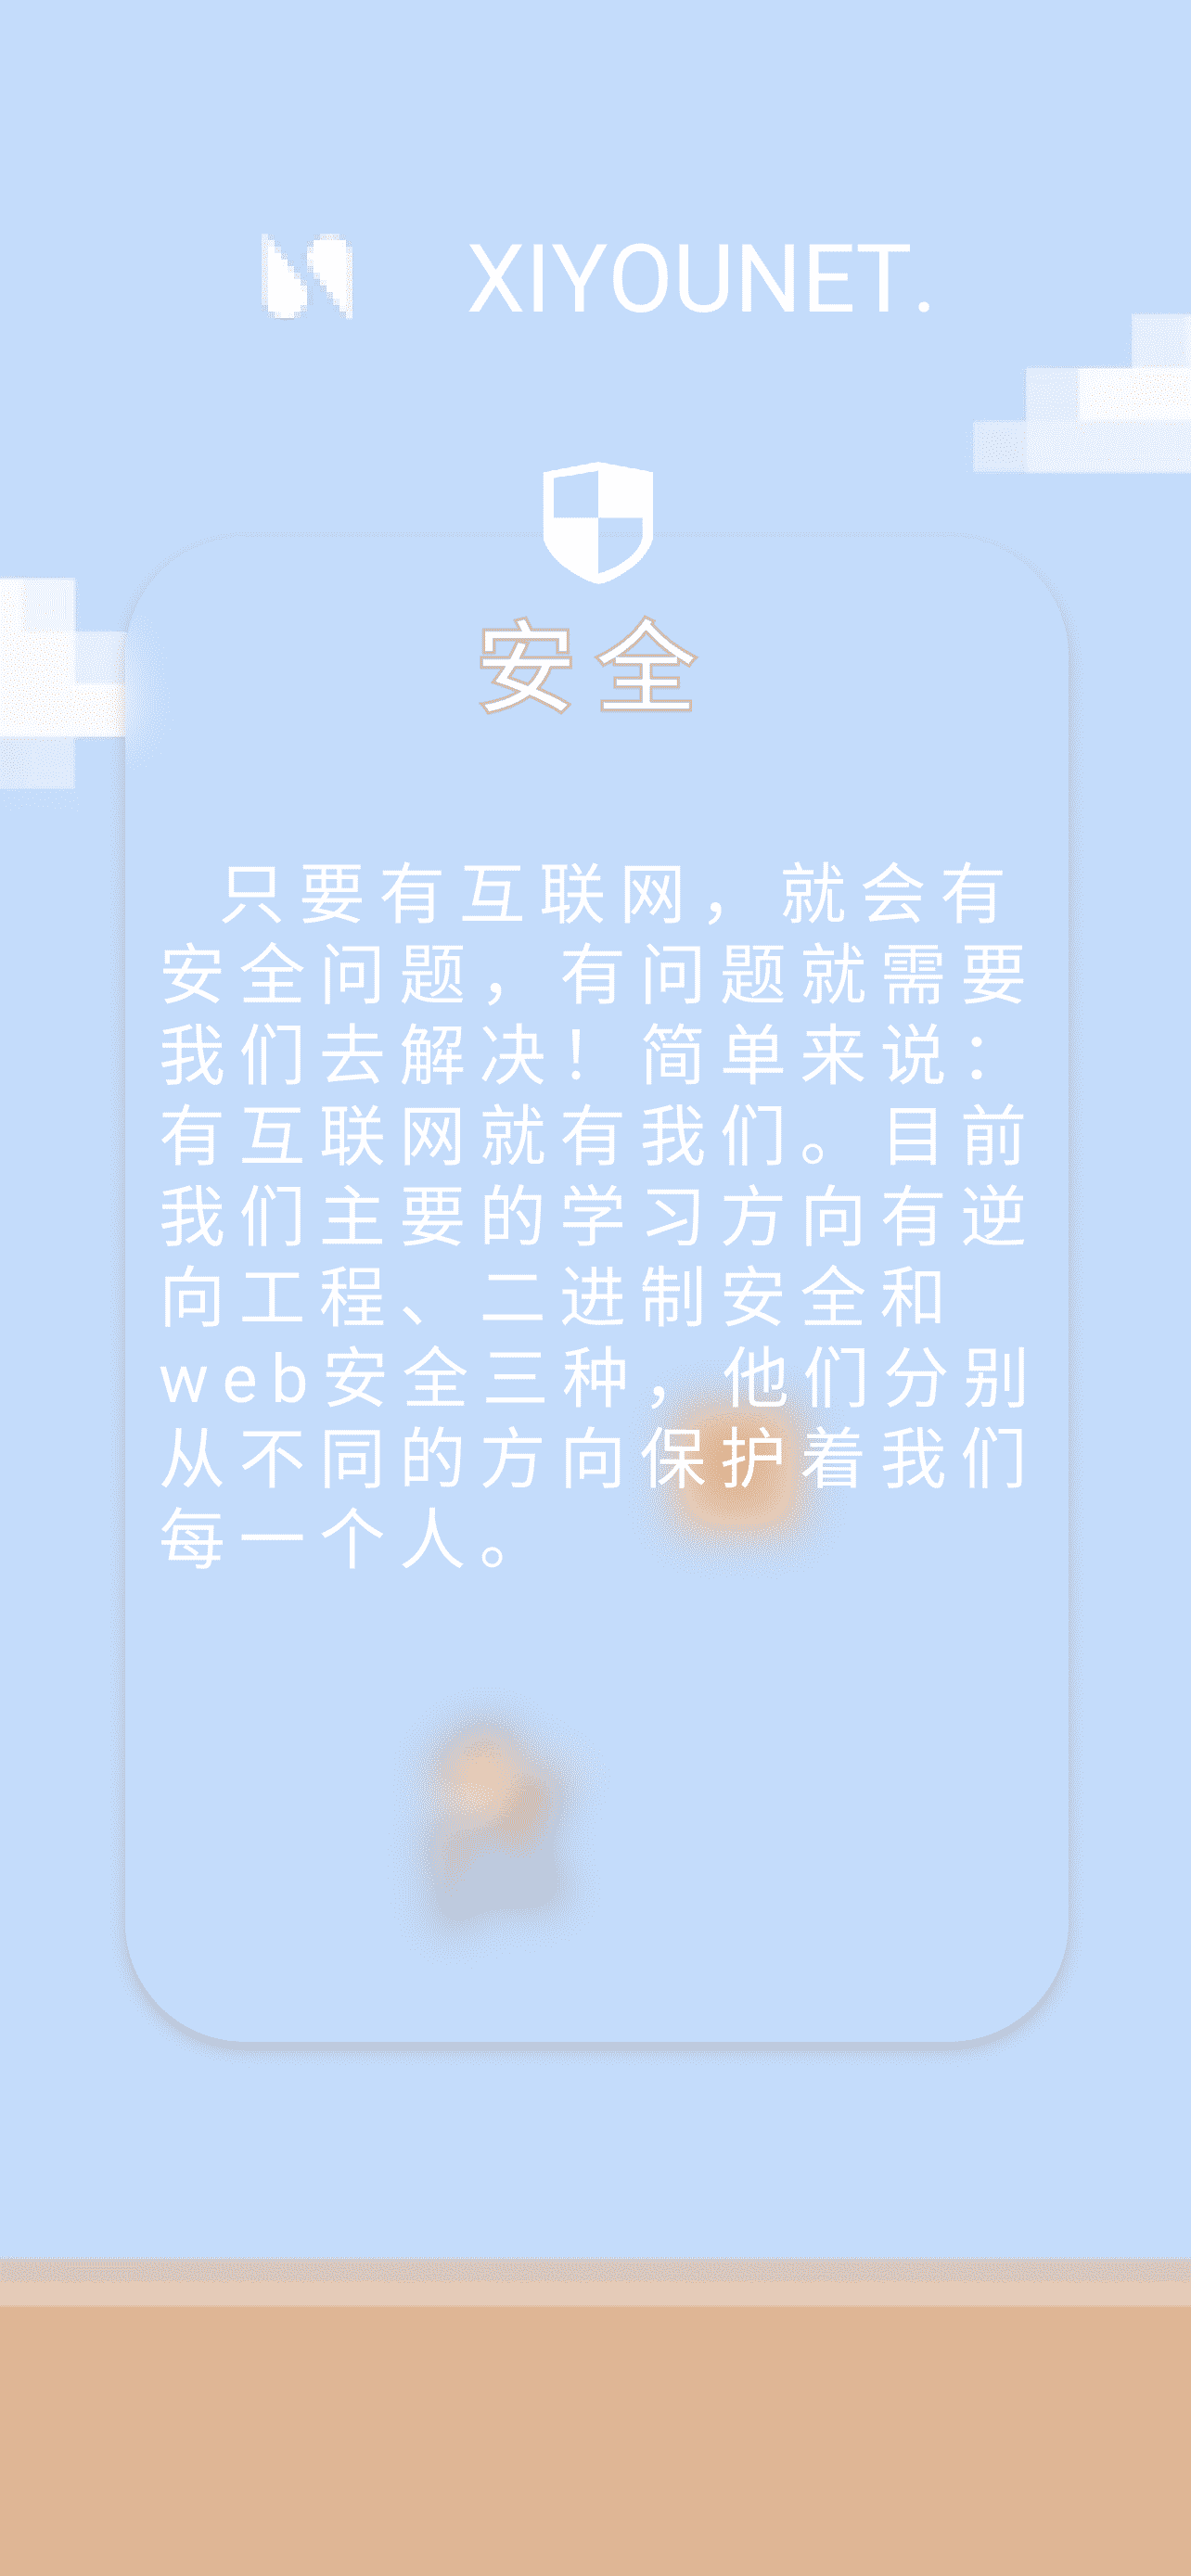 XIYOUNET.
安全
只要有互联网，就会有
安全问题，有问题就需要
我们去解决！简单来说：
有互联网就有我们。目前
我们主要的学习方向有逆
向工程、二进制安全和
web安全三种，他们分别
从不同的方向保护着我们
每一个人。